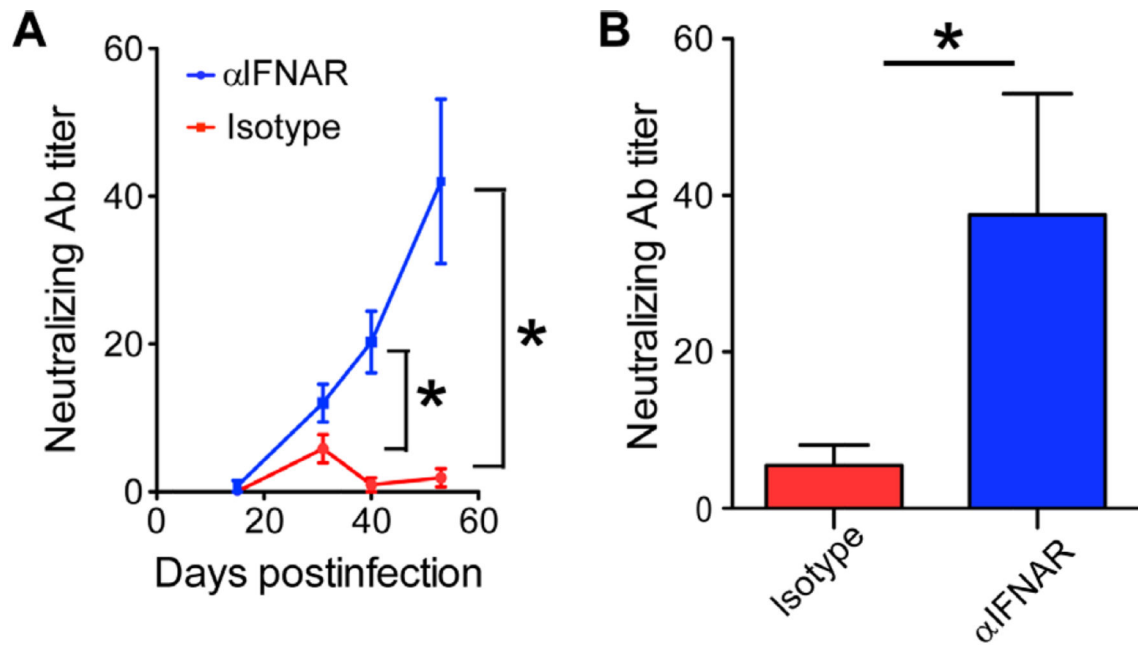 A
60
40
20
0
Neutralizing Ab titer
αIFNAR
Isotype
*
*
0 20 40 60
Days postinfection
B
60
40
20
0
Neutralizing Ab titer
*
Isotype
αIFNAR